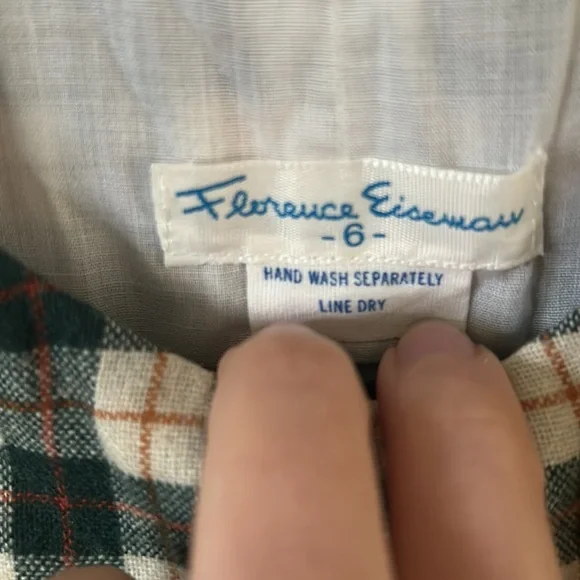 Florence Eiseman
- 6 -
HAND WASH SEPARATELY
LINE DRY